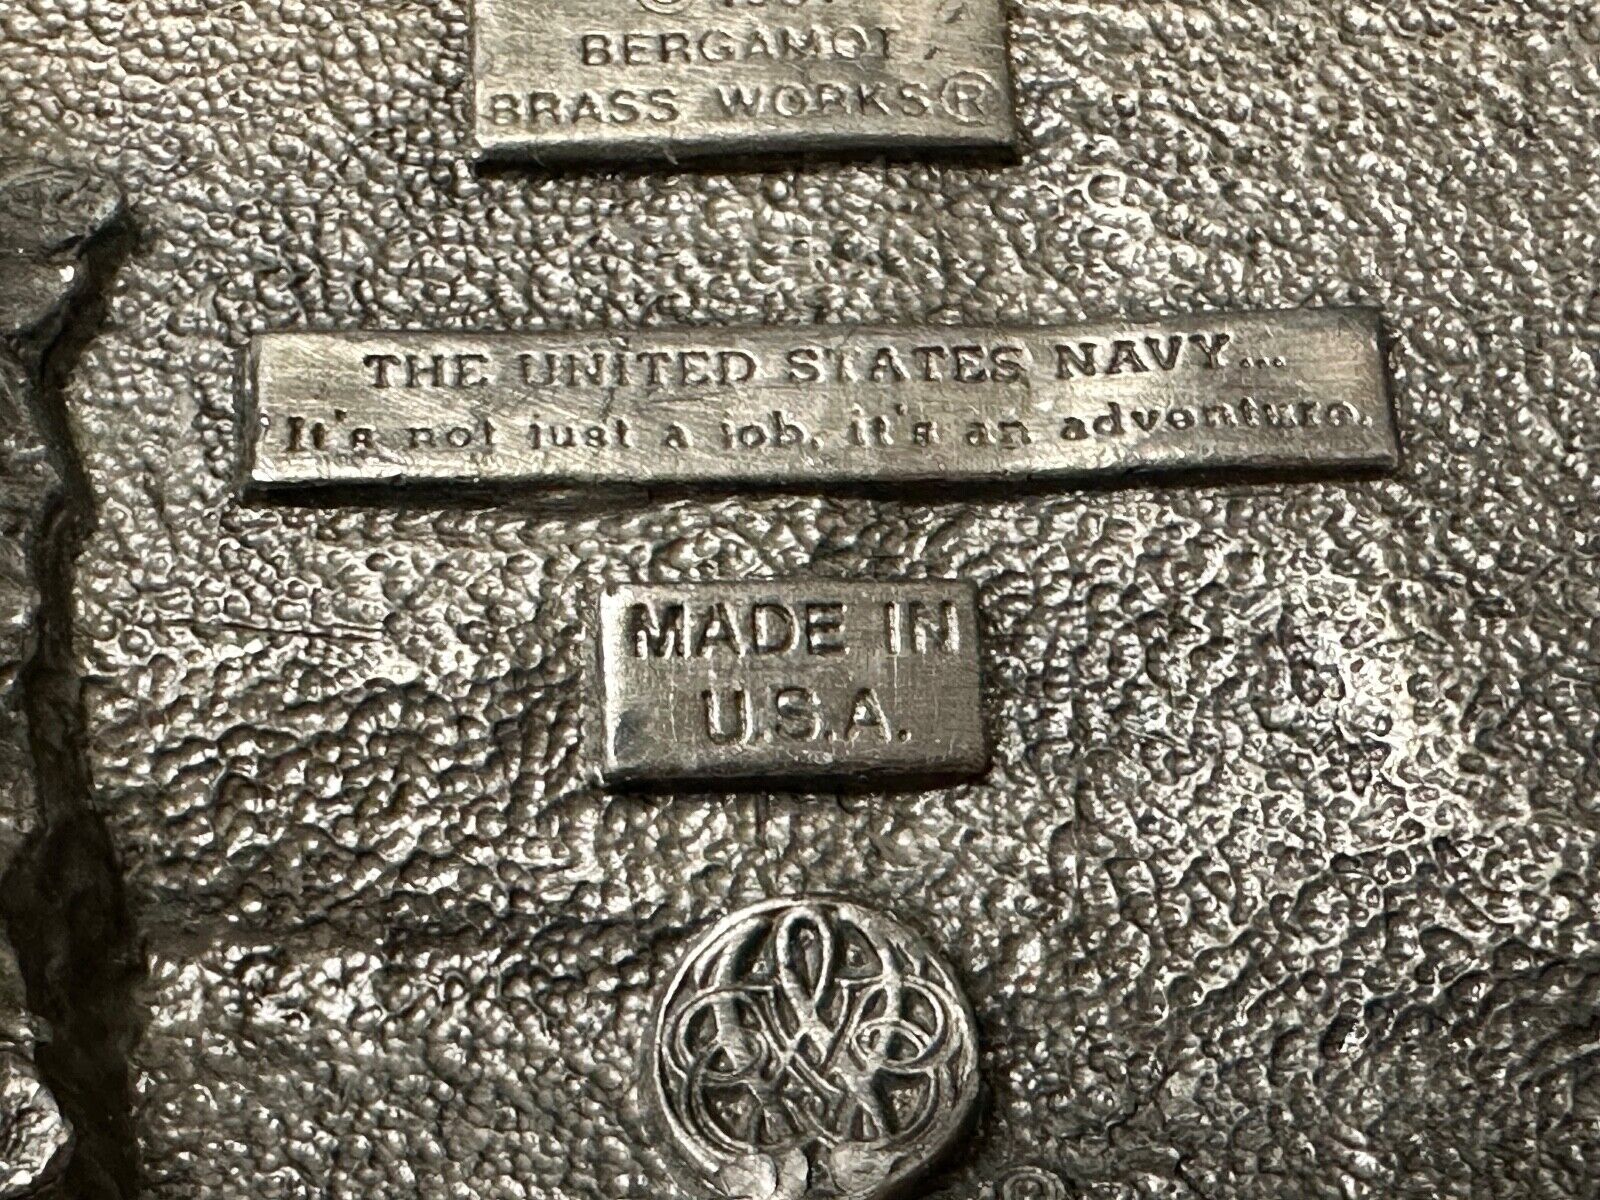 ©
BERGAMOT
BRASS WORKS®
THE UNITED STATES NAVY...
It's not just a job, it's an adventure.
MADE IN
U.S.A.